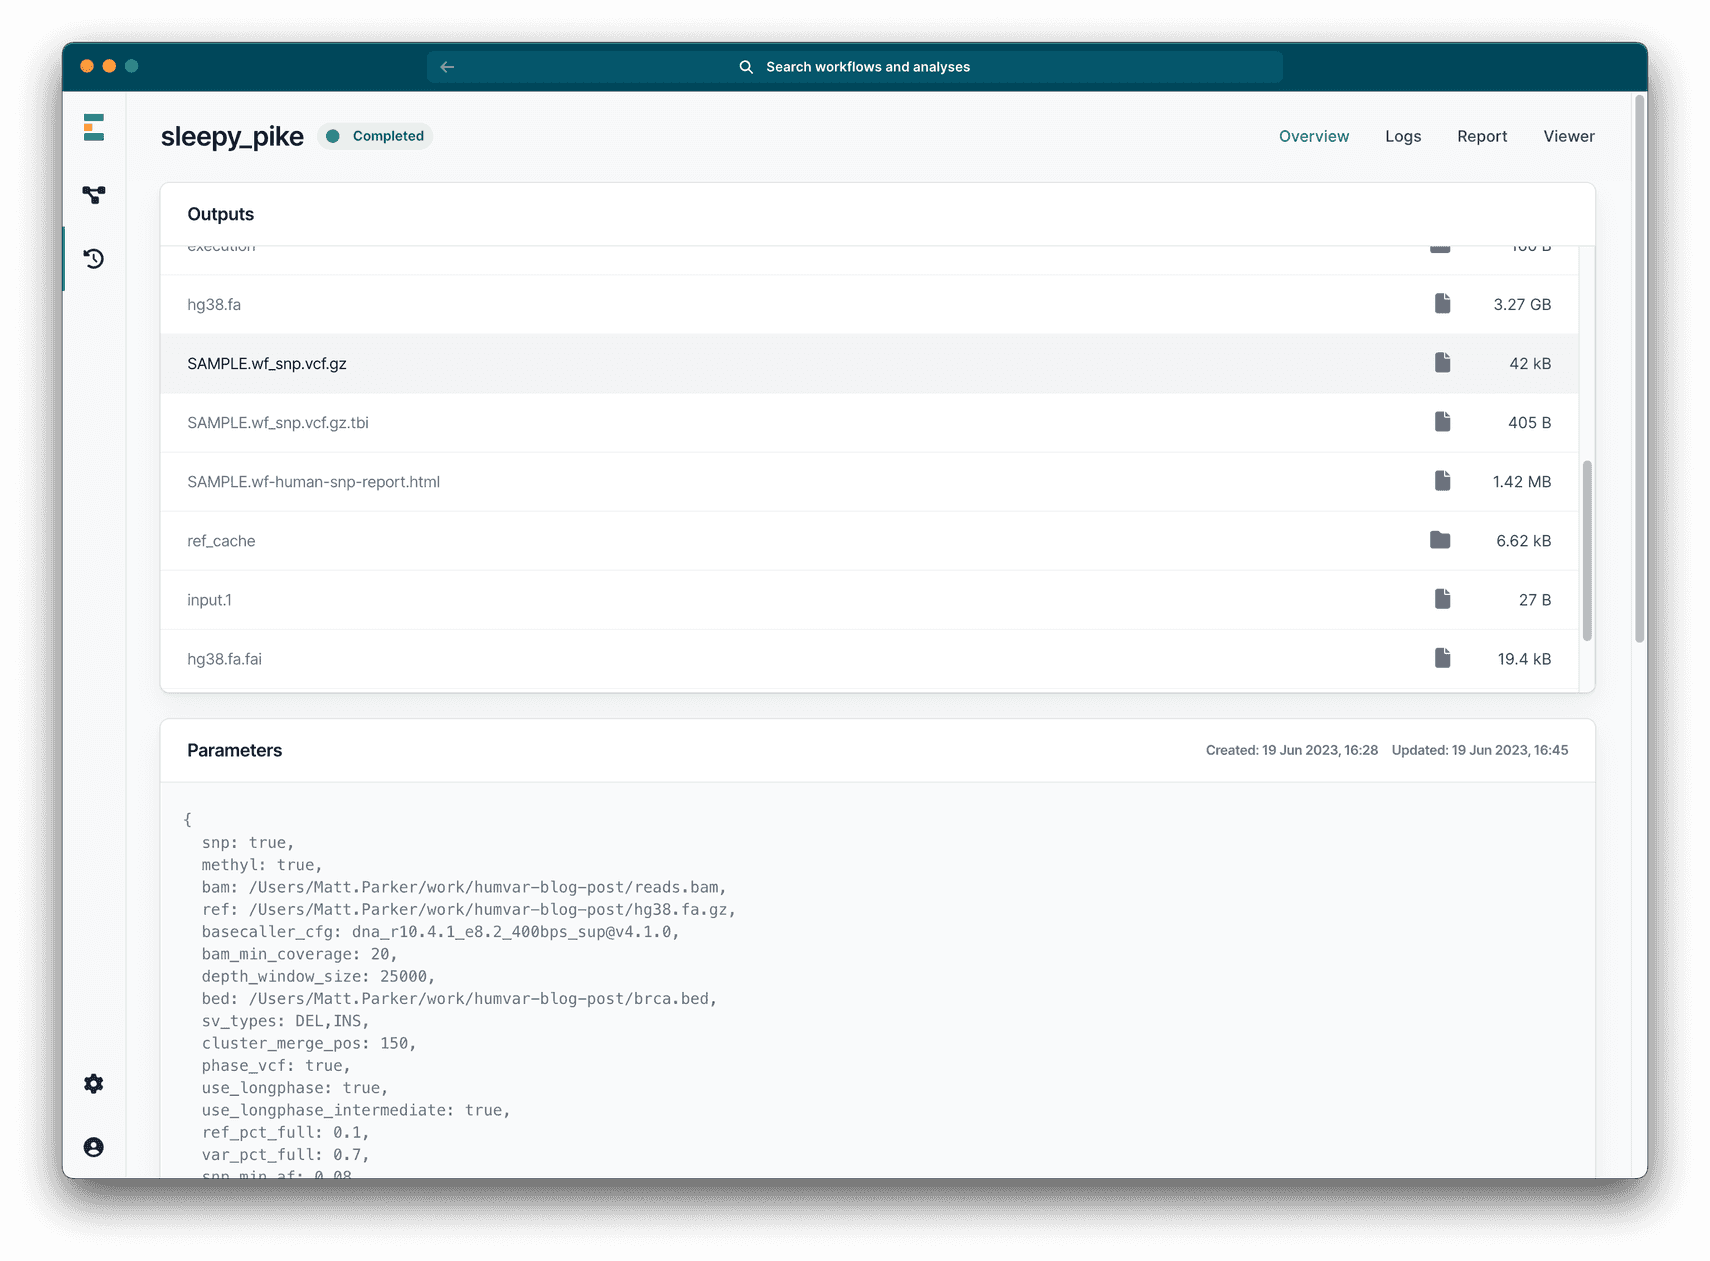 Search workflows and analyses
sleepy_pike Completed Overview Logs Report Viewer
Outputs
execution 100 B
hg38.fa 3.27 GB
SAMPLE.wf_snp.vcf.gz 42 kB
SAMPLE.wf_snp.vcf.gz.tbi 405 B
SAMPLE.wf-human-snp-report.html 1.42 MB
ref_cache 6.62 kB
input.1 27 B
hg38.fa.fai 19.4 kB
Parameters Created: 19 Jun 2023, 16:28 Updated: 19 Jun 2023, 16:45
{
snp: true,
methyl: true,
bam: /Users/Matt.Parker/work/humvar-blog-post/reads.bam,
ref: /Users/Matt.Parker/work/humvar-blog-post/hg38.fa.gz,
basecaller_cfg: dna_r10.4.1_e8.2_400bps_sup@v4.1.0,
bam_min_coverage: 20,
depth_window_size: 25000,
bed: /Users/Matt.Parker/work/humvar-blog-post/brca.bed,
sv_types: DEL,INS,
cluster_merge_pos: 150,
phase_vcf: true,
use_longphase: true,
use_longphase_intermediate: true,
ref_pct_full: 0.1,
var_pct_full: 0.7,
snp_min_af: 0.08